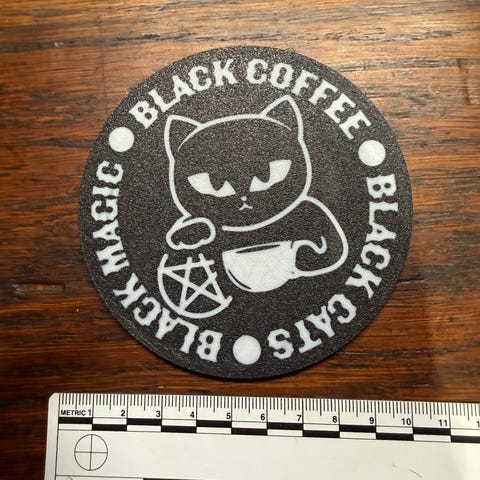 BLACK COFFEE
BLACK CATS
BLACK MAGIC
METRIC 1 2 3 4 5 6 7 8 9 10 11